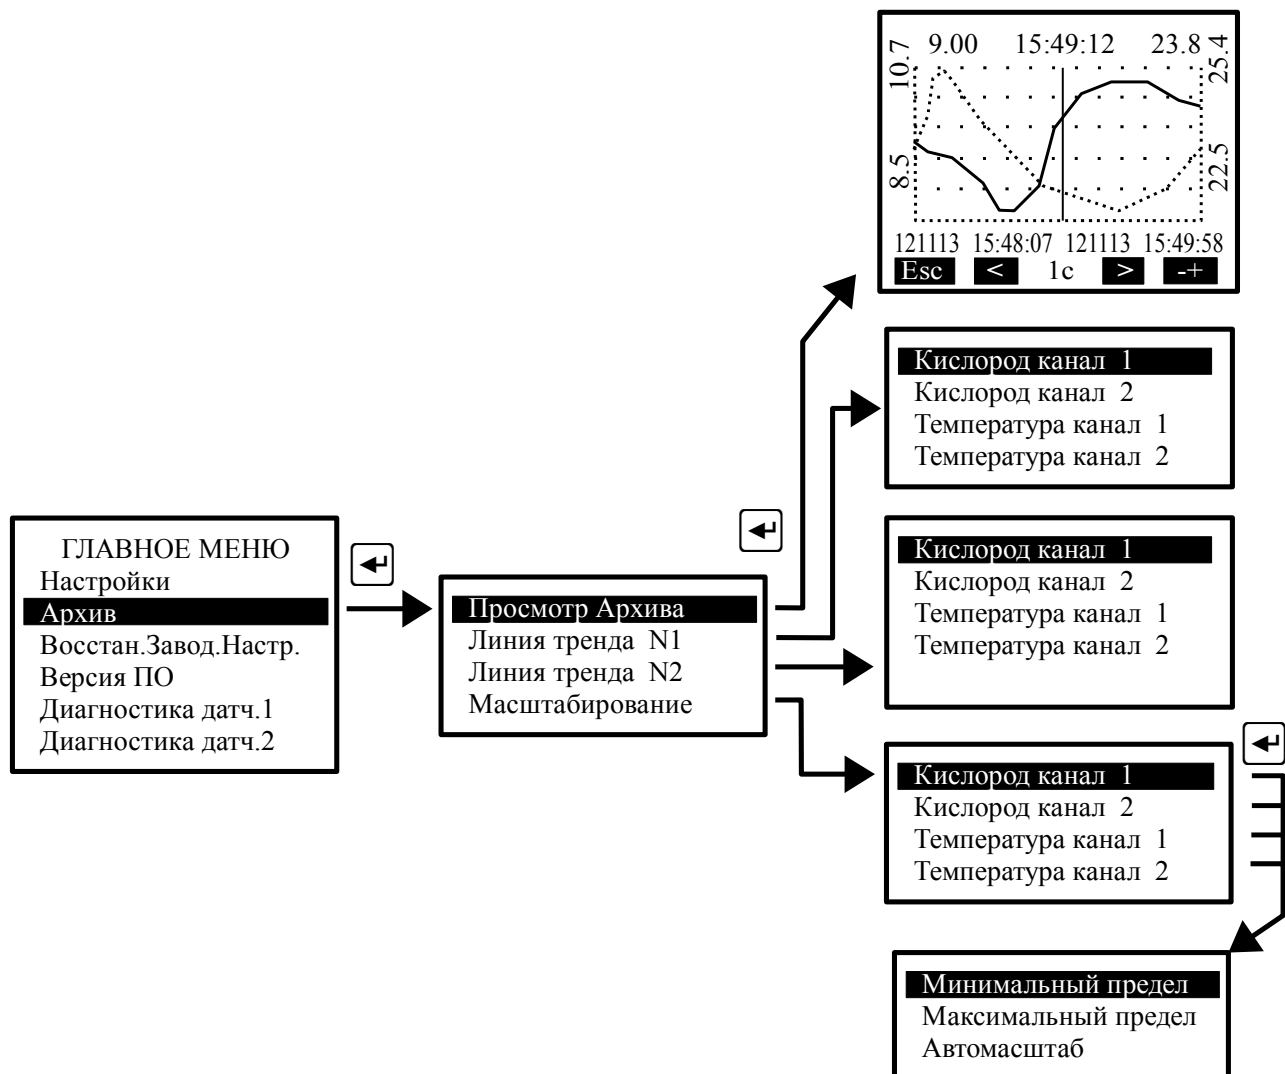 9.00 15:49:12 23.8
10.7
25.4
8.5
22.5
121113 15:48:07 121113 15:49:58
Esc < 1с > -+
Кислород канал 1
Кислород канал 2
Температура канал 1
Температура канал 2
ГЛАВНОЕ МЕНЮ
Настройки
Архив
Восстан.Завод.Настр.
Версия ПО
Диагностика датч.1
Диагностика датч.2
Просмотр Архива
Линия тренда N1
Линия тренда N2
Масштабирование
Кислород канал 1
Кислород канал 2
Температура канал 1
Температура канал 2
Кислород канал 1
Кислород канал 2
Температура канал 1
Температура канал 2
Минимальный предел
Максимальный предел
Автомасштаб